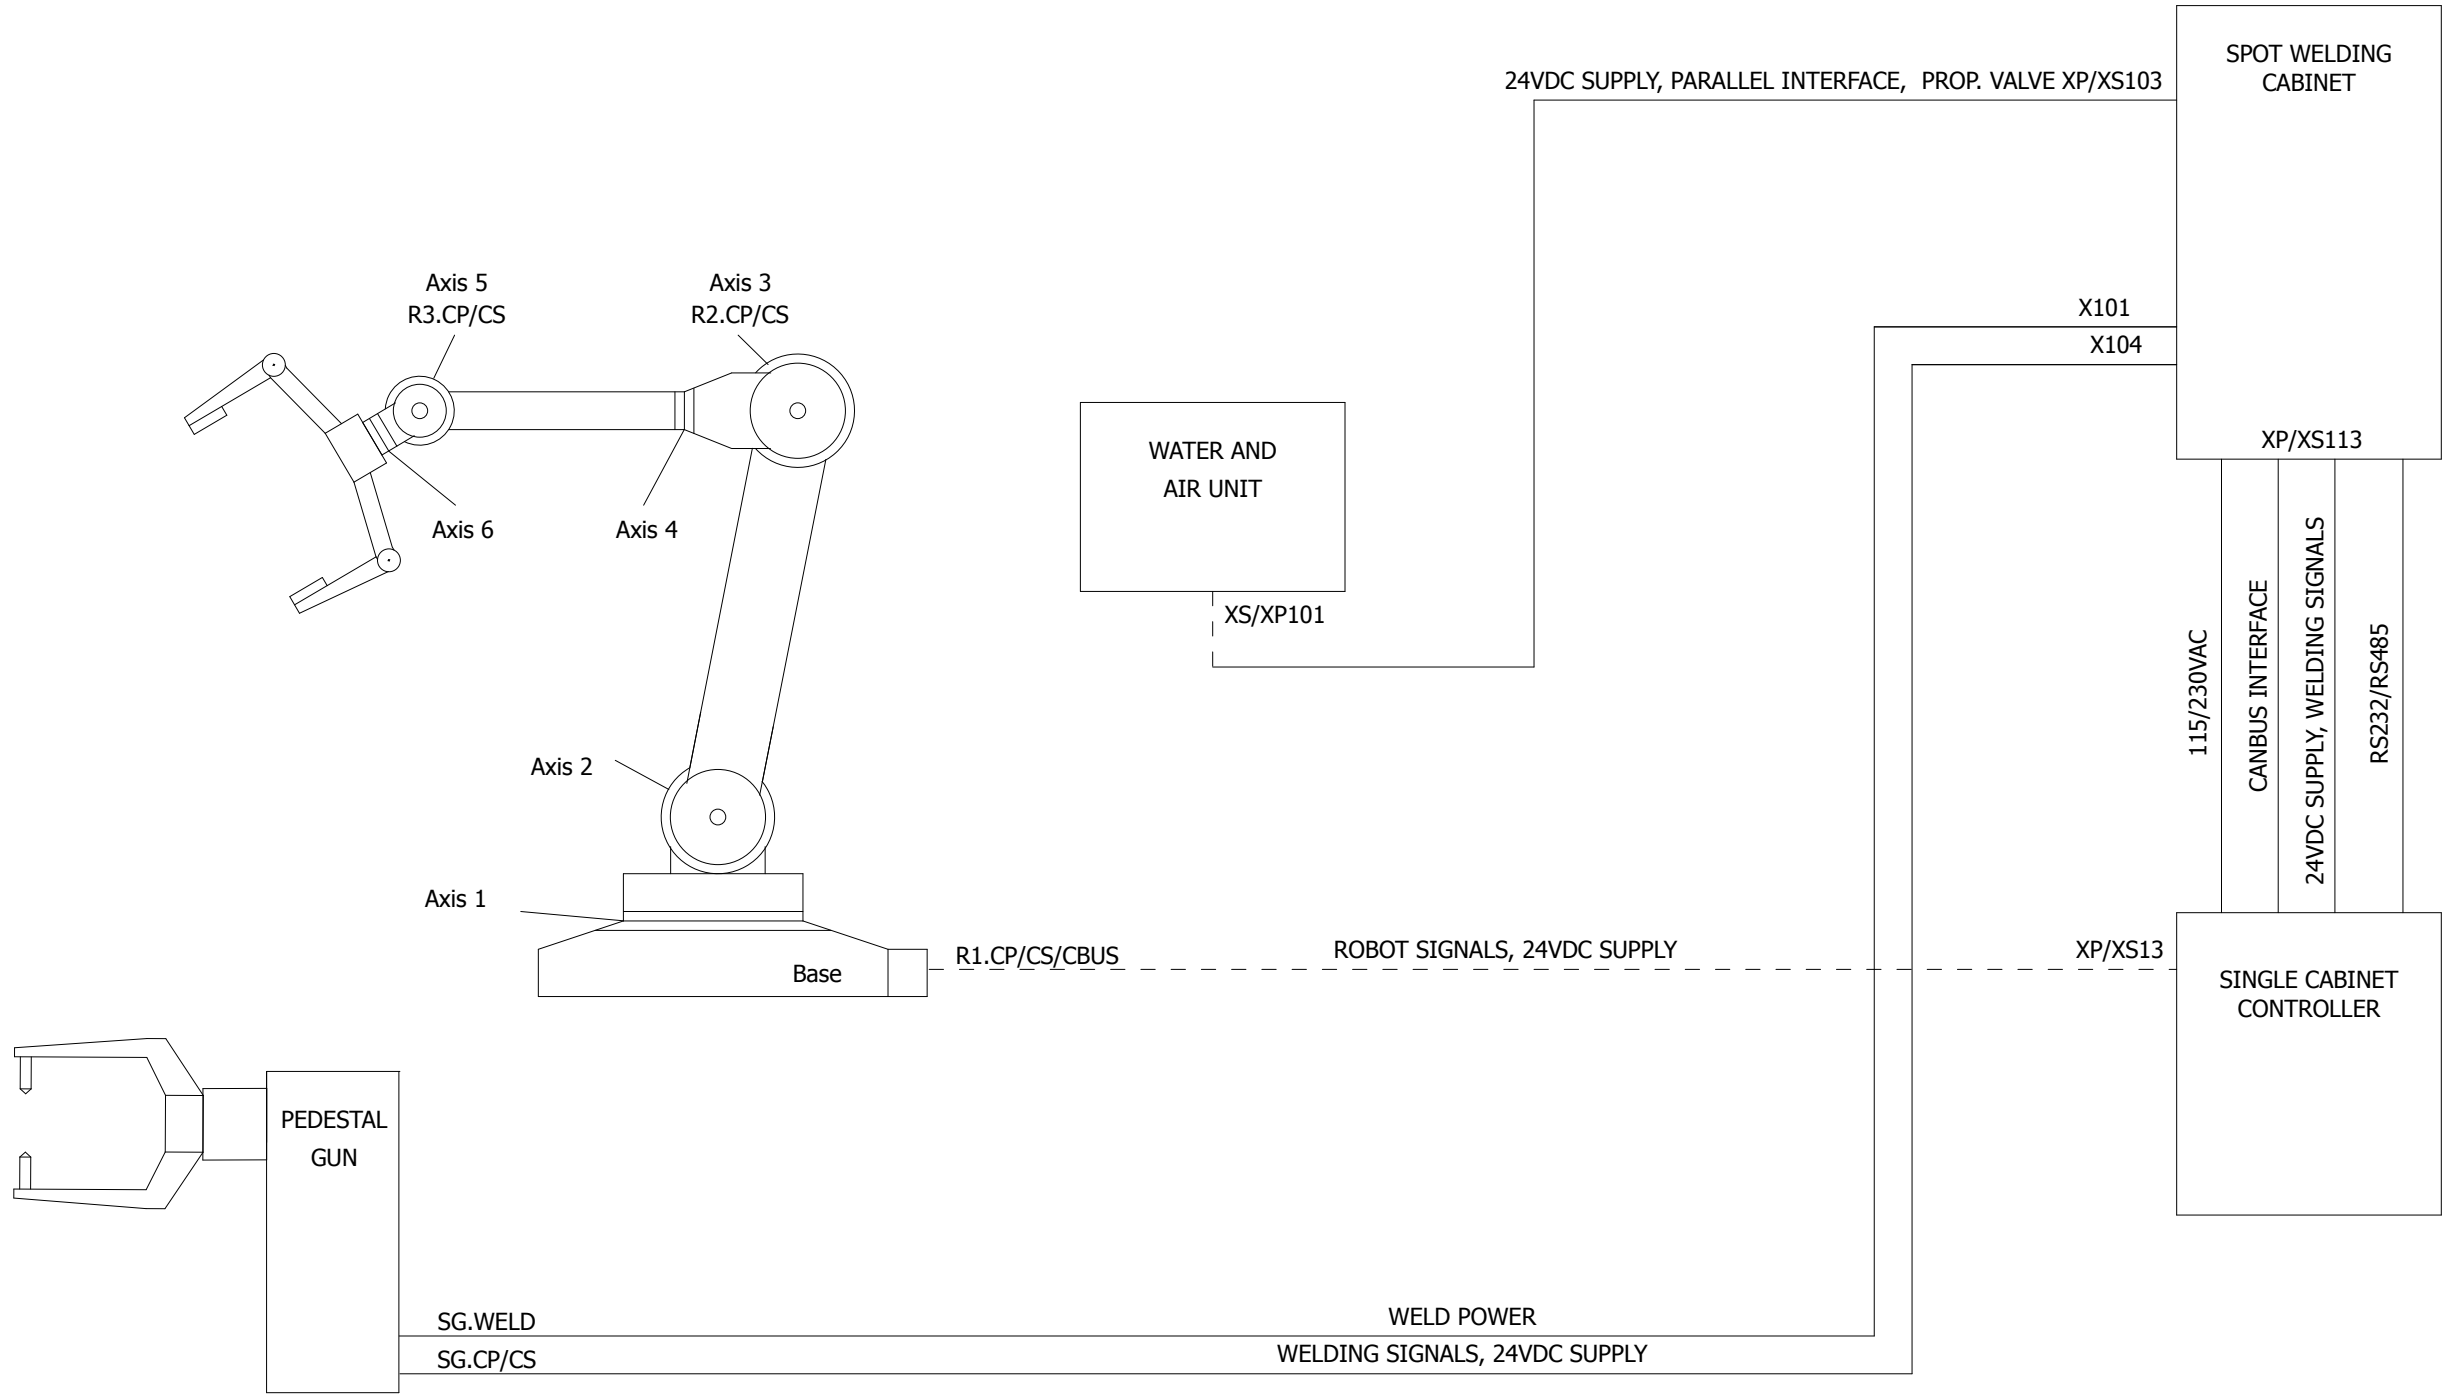 SPOT WELDING
CABINET
24VDC SUPPLY, PARALLEL INTERFACE,  PROP. VALVE XP/XS103
Axis 5
R3.CP/CS
Axis 3
R2.CP/CS
X101
X104
XP/XS113
WATER AND
AIR UNIT
Axis 6
Axis 4
XS/XP101
115/230VAC
CANBUS INTERFACE
24VDC SUPPLY, WELDING SIGNALS
RS232/RS485
Axis 2
Axis 1
Base
R1.CP/CS/CBUS
ROBOT SIGNALS, 24VDC SUPPLY
XP/XS13
SINGLE CABINET
CONTROLLER
PEDESTAL
GUN
SG.WELD
WELD POWER
SG.CP/CS
WELDING SIGNALS, 24VDC SUPPLY